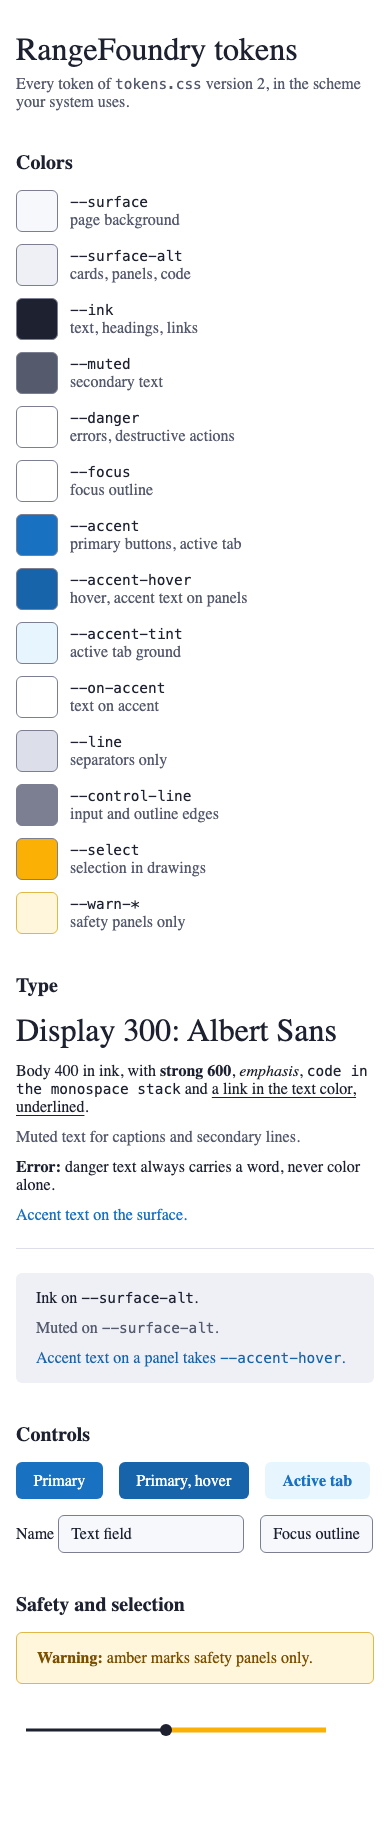 RangeFoundry tokens
Every token of tokens.css version 2, in the scheme
your system uses.
Colors
--surface
page background
--surface-alt
cards, panels, code
--ink
text, headings, links
--muted
secondary text
--danger
errors, destructive actions
--focus
focus outline
--accent
primary buttons, active tab
--accent-hover
hover, accent text on panels
--accent-tint
active tab ground
--on-accent
text on accent
--line
separators only
--control-line
input and outline edges
--select
selection in drawings
--warn-*
safety panels only
Type
Display 300: Albert Sans
Body 400 in ink, with strong 600, emphasis, code in
the monospace stack and a link in the text color,
underlined.
Muted text for captions and secondary lines.
Error: danger text always carries a word, never color
alone.
Accent text on the surface.
Ink on --surface-alt.
Muted on --surface-alt.
Accent text on a panel takes --accent-hover.
Controls
Primary
Primary, hover
Active tab
Name Text field
Focus outline
Safety and selection
Warning: amber marks safety panels only.